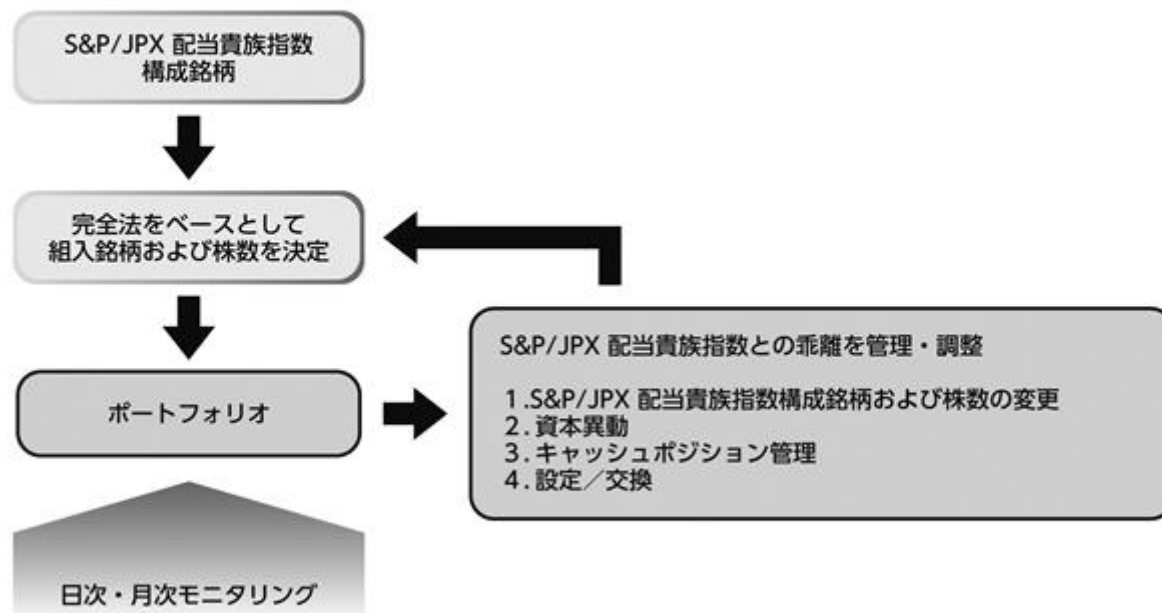 S&P/JPX 配当貴族指数
構成銘柄
完全法をベースとして
組入銘柄および株数を決定
ポートフォリオ
S&P/JPX 配当貴族指数との乖離を管理・調整
1.S&P/JPX 配当貴族指数構成銘柄および株数の変更
2.資本異動
3.キャッシュポジション管理
4.設定／交換
日次・月次モニタリング